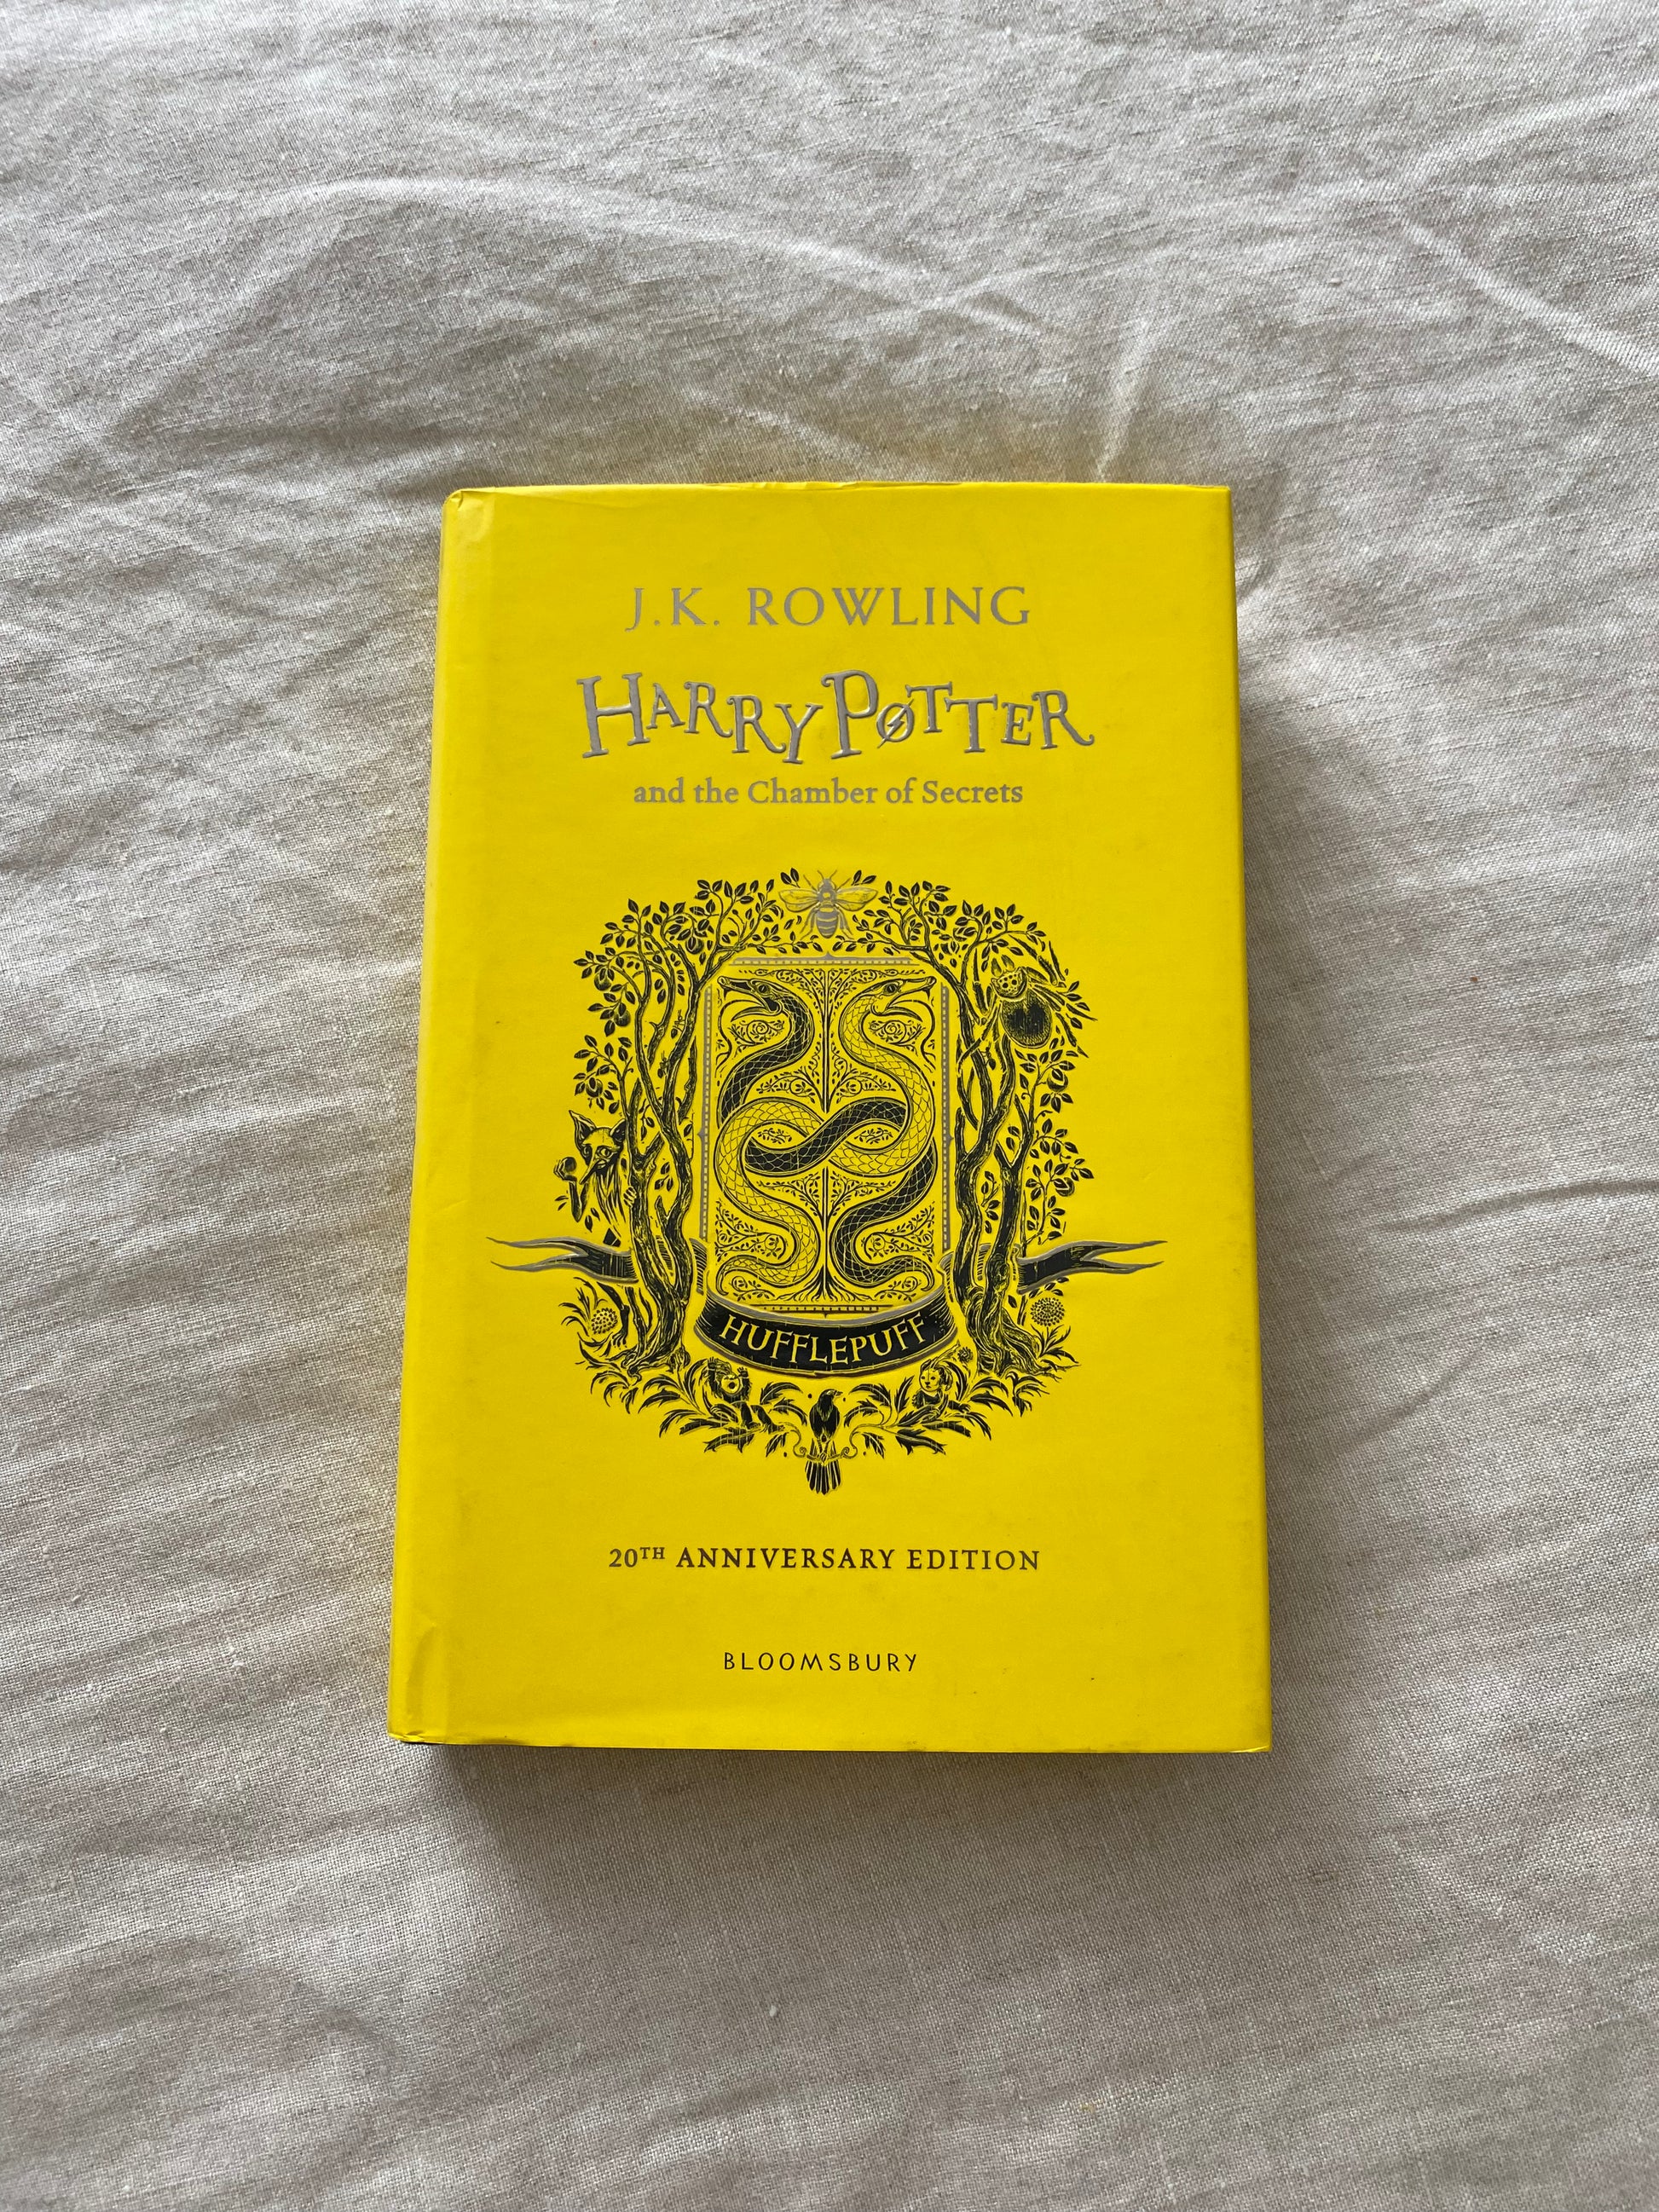 J.K. ROWLING
HARRY POTTER
and the Chamber of Secrets
HUFFLEPUFF
20TH ANNIVERSARY EDITION
BLOOMSBURY